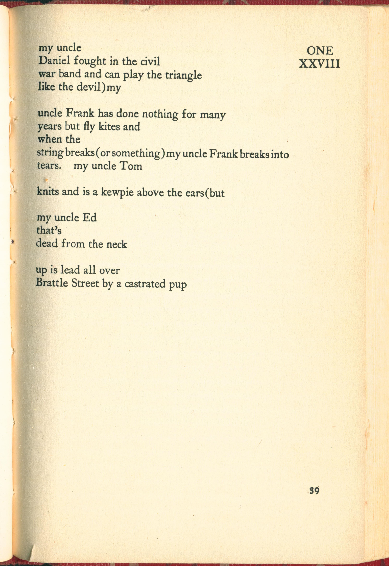 my uncle
Daniel fought in the civil
war band and can play the triangle
like the devil)my
uncle Frank has done nothing for many
years but fly kites and
when the
string breaks(or something)my uncle Frank breaks into
tears. my uncle Tom
knits and is a kewpie above the ears(but
my uncle Ed
that's
dead from the neck
up is lead all over
Brattle Street by a castrated pup
ONE
XXVIII
39